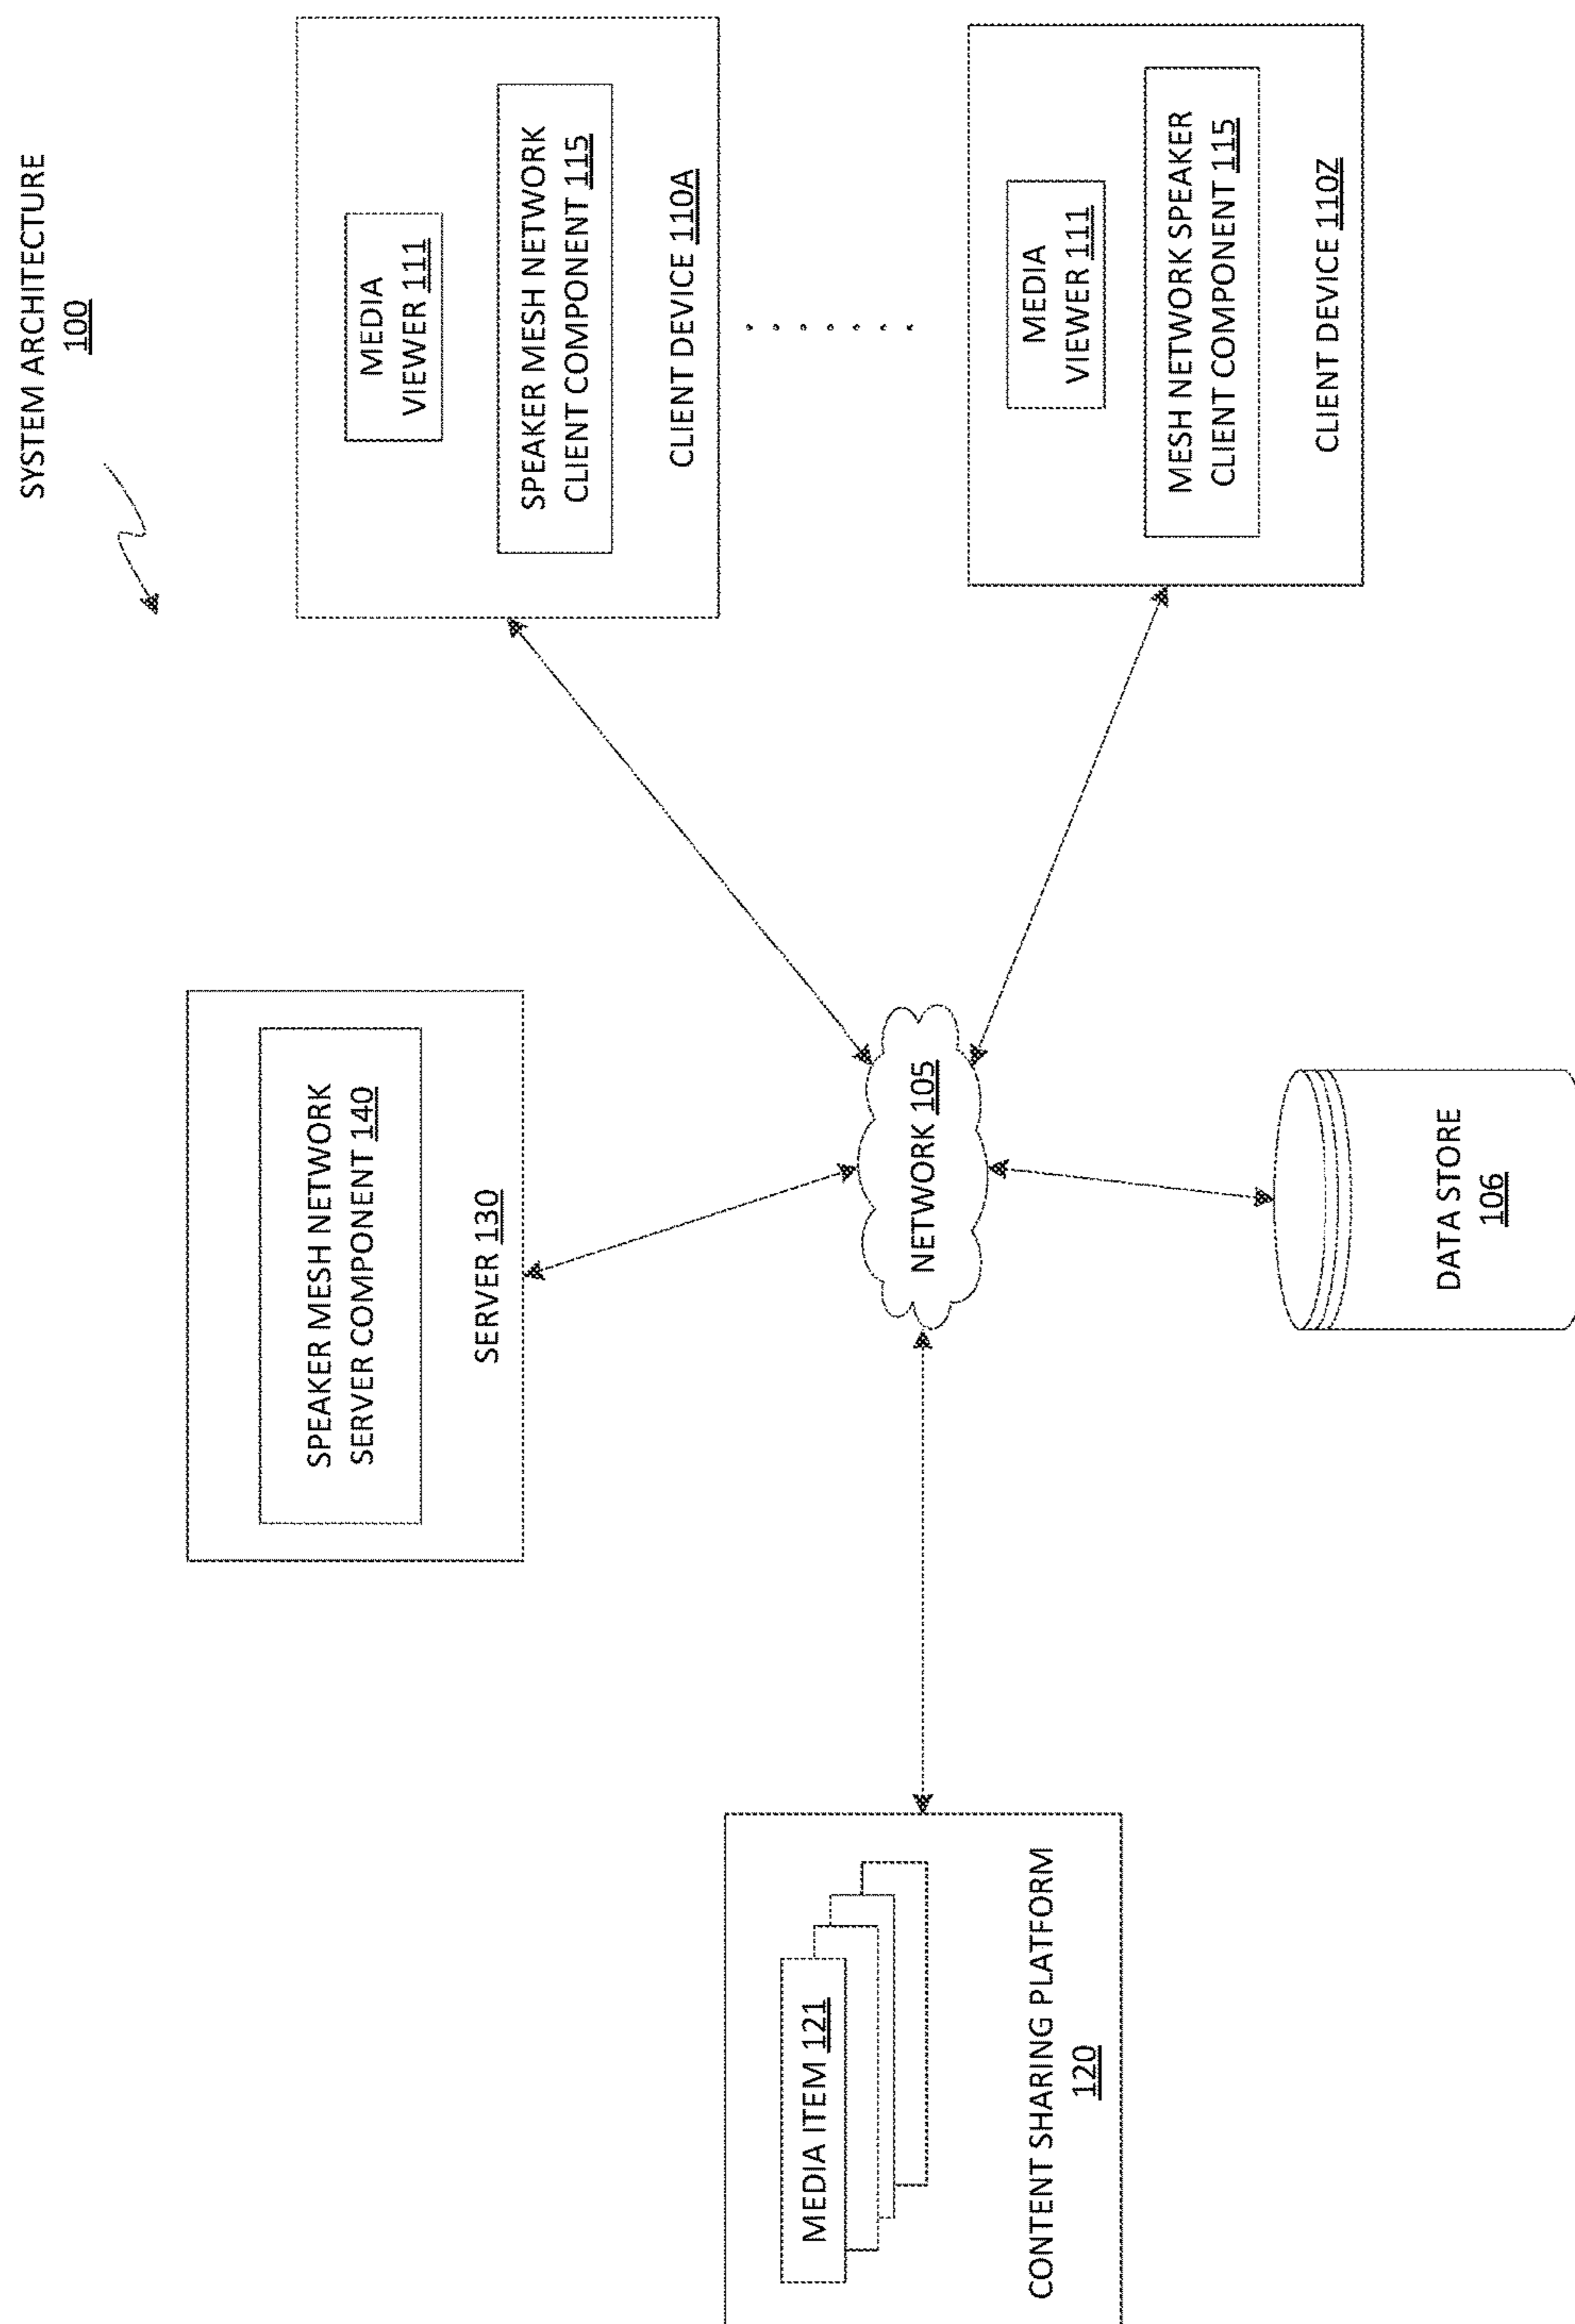 SYSTEM ARCHITECTURE
100
SPEAKER MESH NETWORK
SERVER COMPONENT 140
SERVER 130
MEDIA
VIEWER 111
SPEAKER MESH NETWORK
CLIENT COMPONENT 115
CLIENT DEVICE 110A
MEDIA ITEM 121
CONTENT SHARING PLATFORM
120
NETWORK 105
MEDIA
VIEWER 111
MESH NETWORK SPEAKER
CLIENT COMPONENT 115
CLIENT DEVICE 110Z
DATA STORE
106